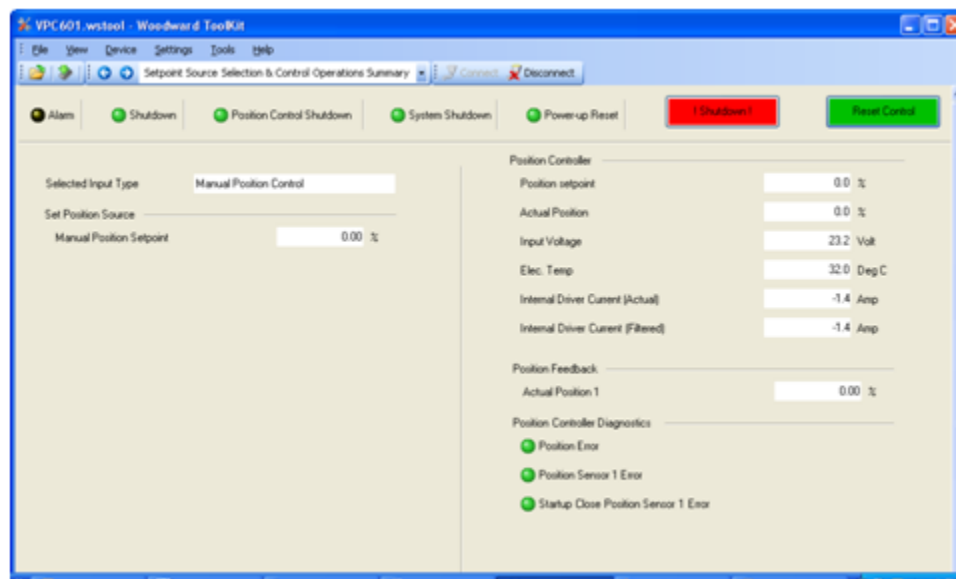 VPC601.wstool - Woodward ToolKit
File View Device Settings Tools Help
Setpoint Source Selection & Control Operations Summary Connect Disconnect
Alarm Shutdown Position Control Shutdown System Shutdown Power-up Reset ! Shutdown ! Reset Control
Position Controller
Selected Input Type Manual Position Control
Position setpoint 0.0 %
Set Position Source
Actual Position 0.0 %
Manual Position Setpoint 0.00 %
Input Voltage 23.2 Volt
Elec. Temp 32.0 Deg C
Internal Driver Current (Actual) -1.4 Amp
Internal Driver Current (Filtered) -1.4 Amp
Position Feedback
Actual Position 1 0.00 %
Position Controller Diagnostics
Position Error
Position Sensor 1 Error
Startup Close Position Sensor 1 Error